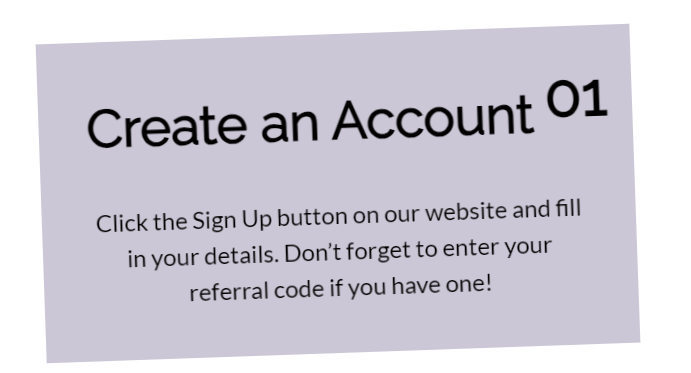 Create an Account 01
Click the Sign Up button on our website and fill
in your details. Don't forget to enter your
referral code if you have one!